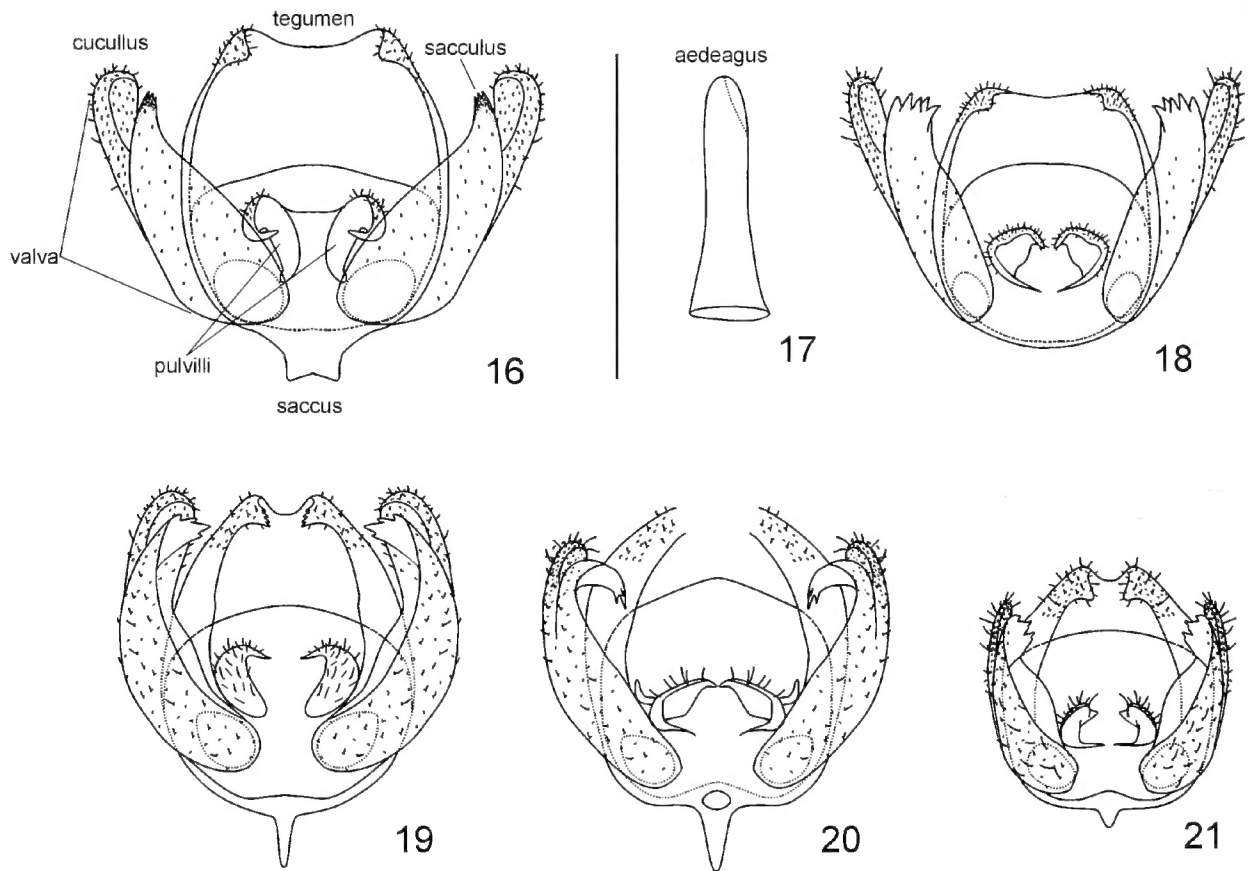 tegumen
cucullus
sacculus
valva
pulvilli
saccus
16
aedeagus
17
18
19
20
21